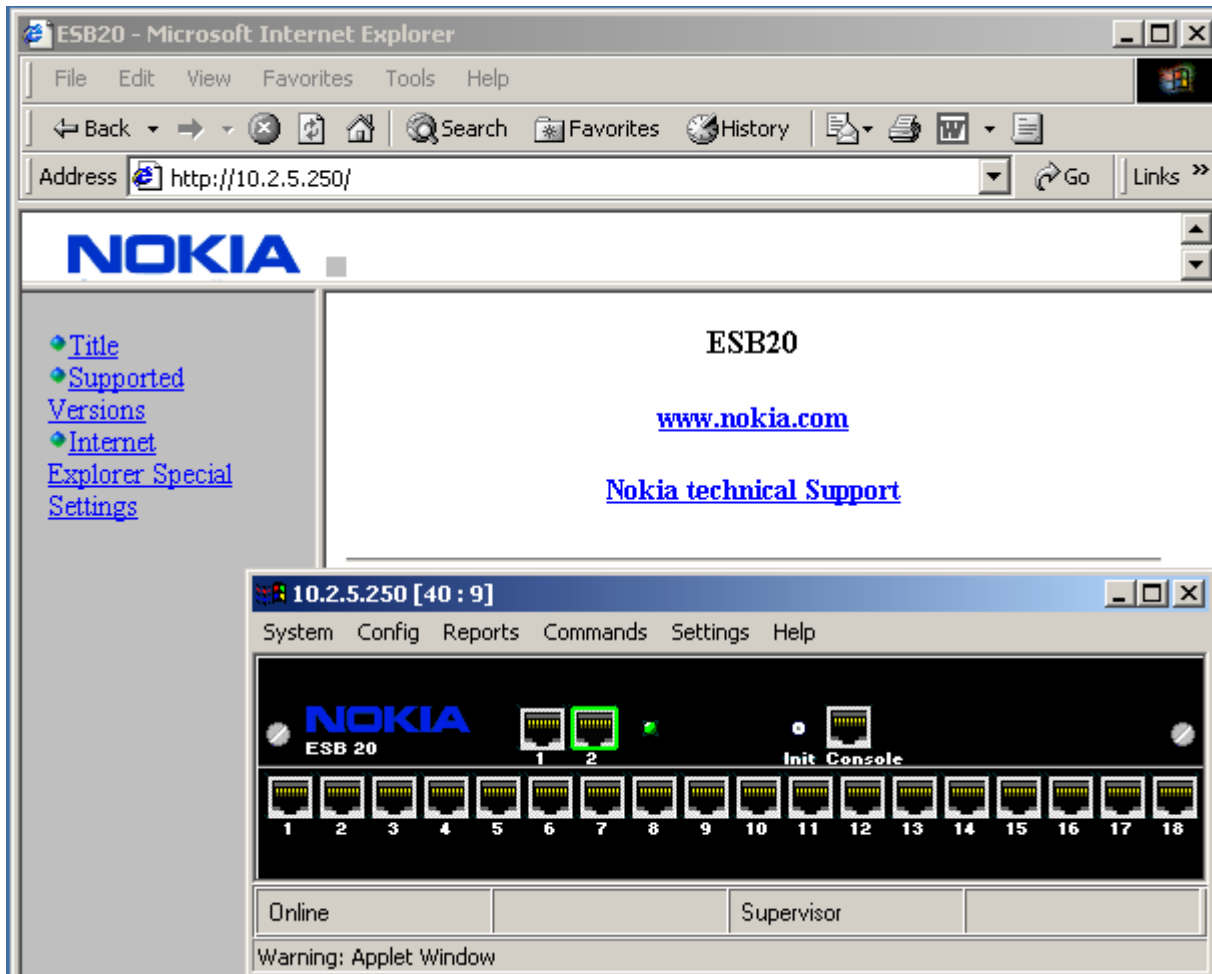 ESB20 - Microsoft Internet Explorer
File Edit View Favorites Tools Help
Back Search Favorites History
Address http://10.2.5.250/ Go Links »
NOKIA
Title
Supported
Versions
Internet
Explorer Special
Settings
ESB20
www.nokia.com
Nokia technical Support
10.2.5.250 [40 : 9]
System Config Reports Commands Settings Help
NOKIA
ESB 20
1 2 Init Console
1 2 3 4 5 6 7 8 9 10 11 12 13 14 15 16 17 18
Online Supervisor
Warning: Applet Window